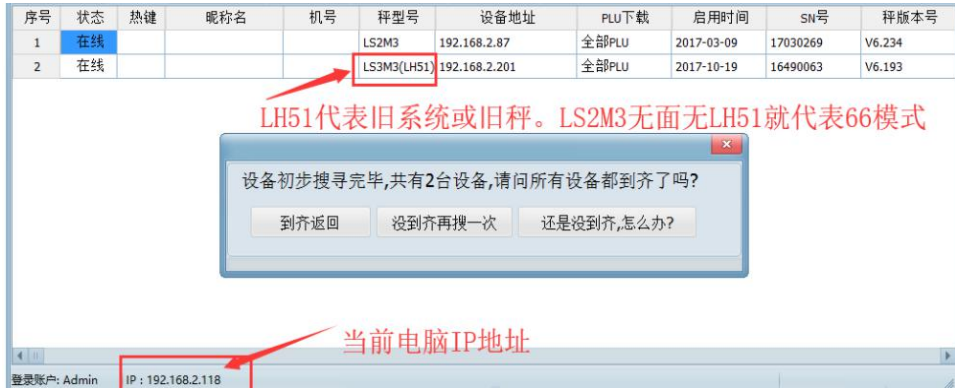 序号 状态 热键 昵称名 机号 秤型号 设备地址 PLU下载 启用时间 SN号 秤版本号
1 在线 LS2M3 192.168.2.87 全部PLU 2017-03-09 17030269 V6.234
2 在线 LS3M3(LH51) 192.168.2.201 全部PLU 2017-10-19 16490063 V6.193
LH51代表旧系统或旧秤。LS2M3无面无LH51就代表66模式
设备初步搜寻完毕,共有2台设备,请问所有设备都到齐了吗?
到齐返回 没到齐再搜一次 还是没到齐,怎么办?
当前电脑IP地址
登录账户: Admin IP : 192.168.2.118